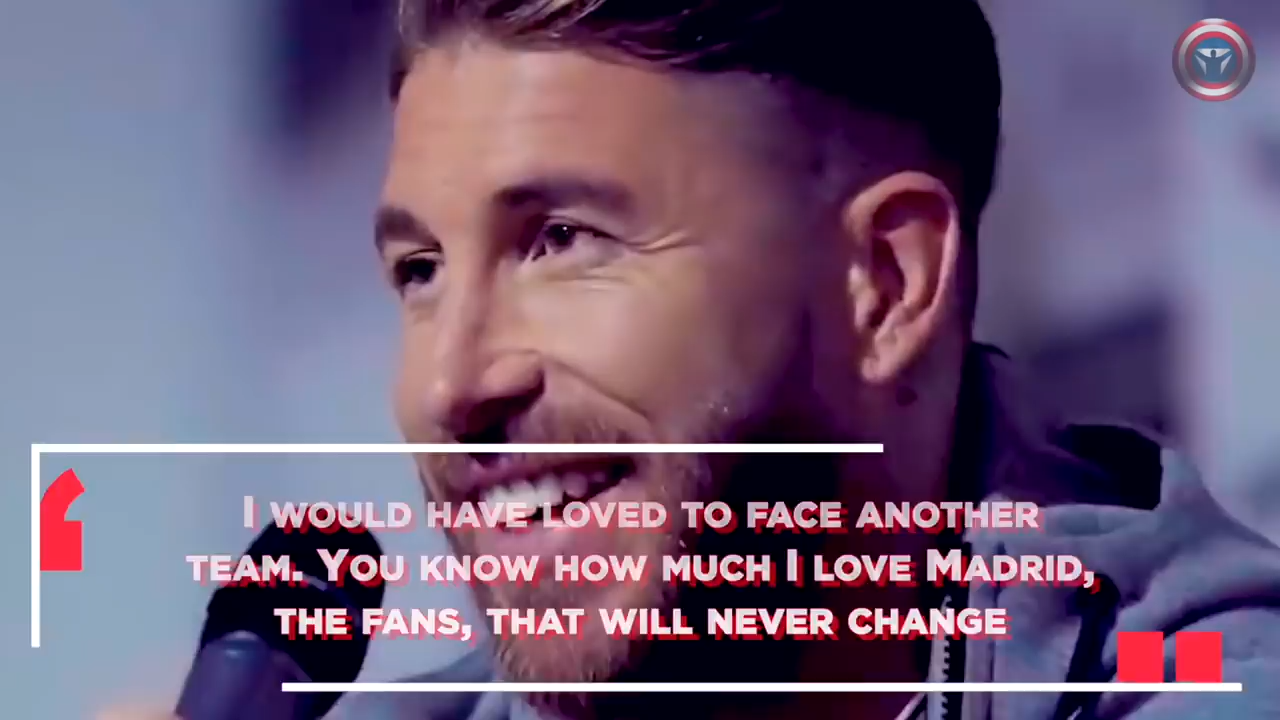 I would have loved to face another
team. You know how much I love Madrid,
the fans, that will never change